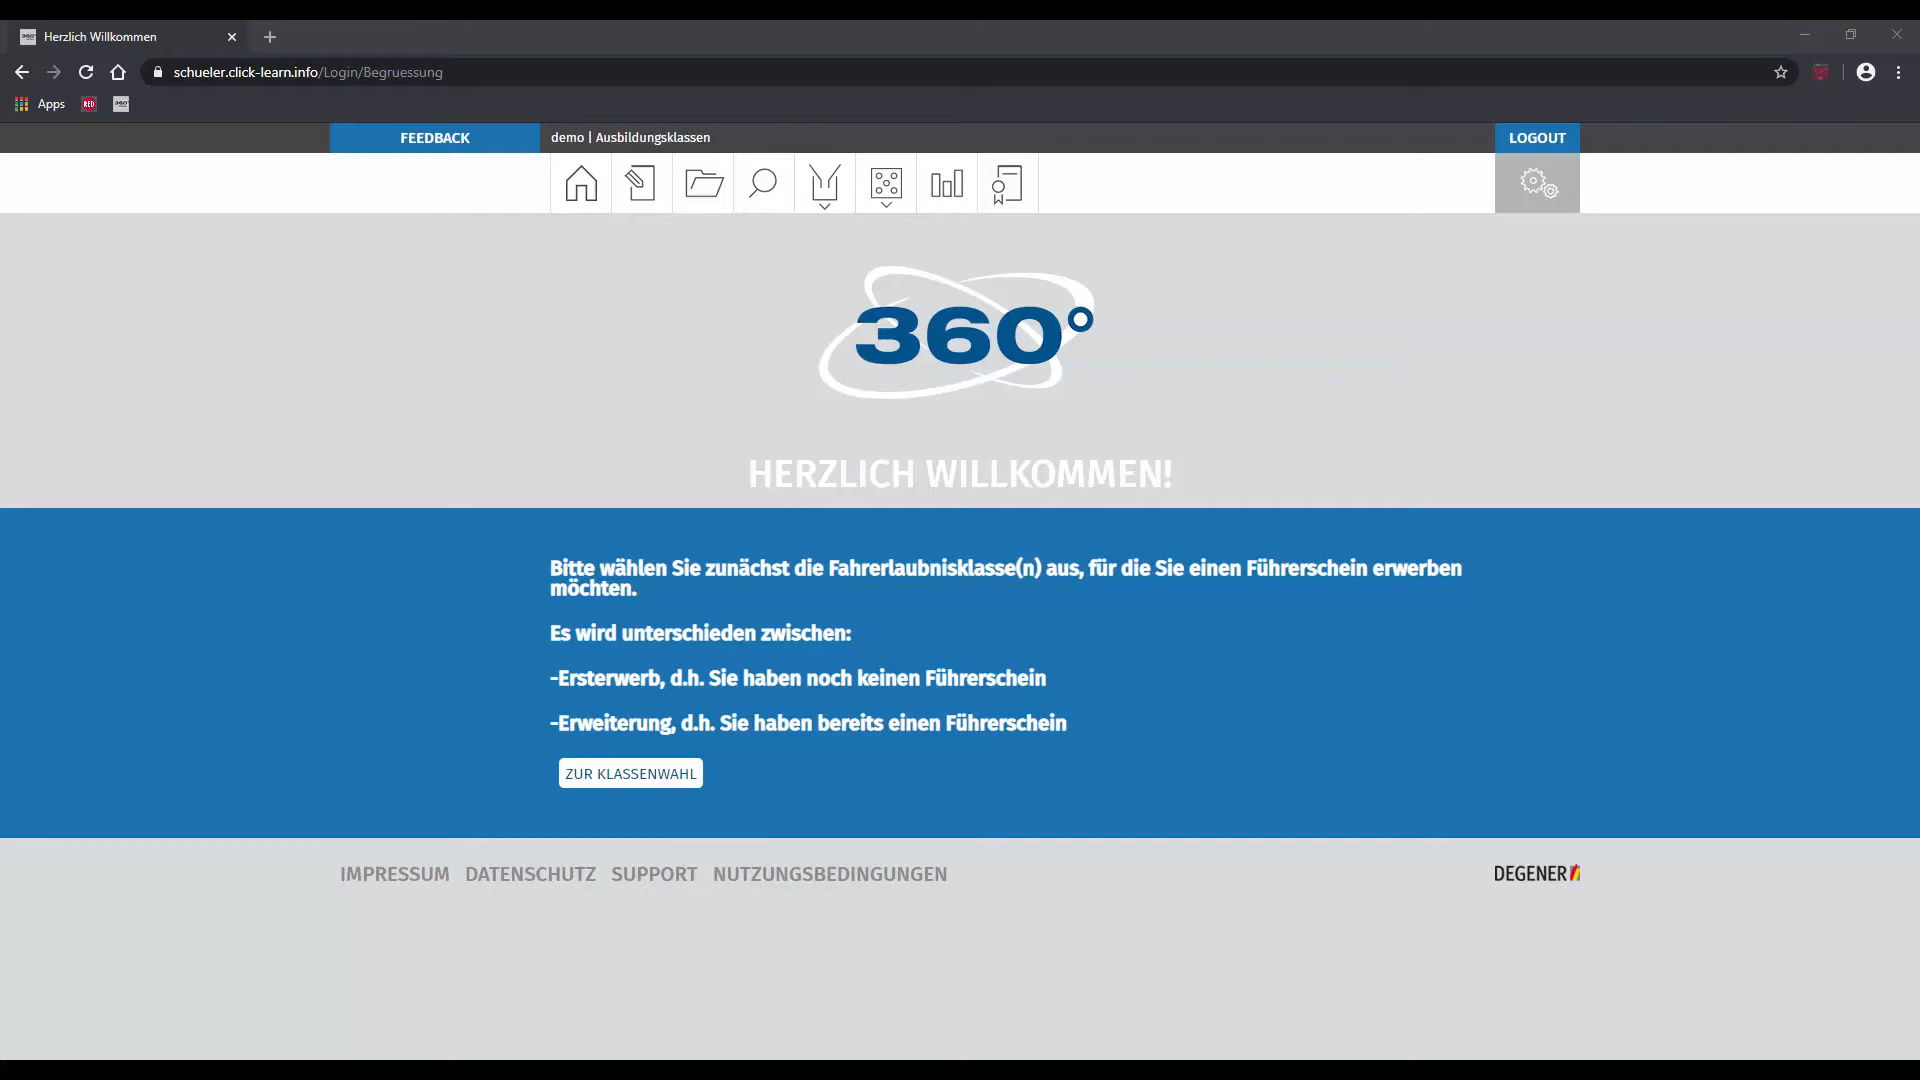 Herzlich Willkommen
schueler.click-learn.info/Login/Begruessung
Apps
RED
360°
FEEDBACK
demo | Ausbildungsklassen
LOGOUT
360°
HERZLICH WILLKOMMEN!
Bitte wählen Sie zunächst die Fahrerlaubnisklasse(n) aus, für die Sie einen Führerschein erwerben
möchten.
Es wird unterschieden zwischen:
-Ersterwerb, d.h. Sie haben noch keinen Führerschein
-Erweiterung, d.h. Sie haben bereits einen Führerschein
ZUR KLASSENWAHL
IMPRESSUM DATENSCHUTZ SUPPORT NUTZUNGSBEDINGUNGEN
DEGENER